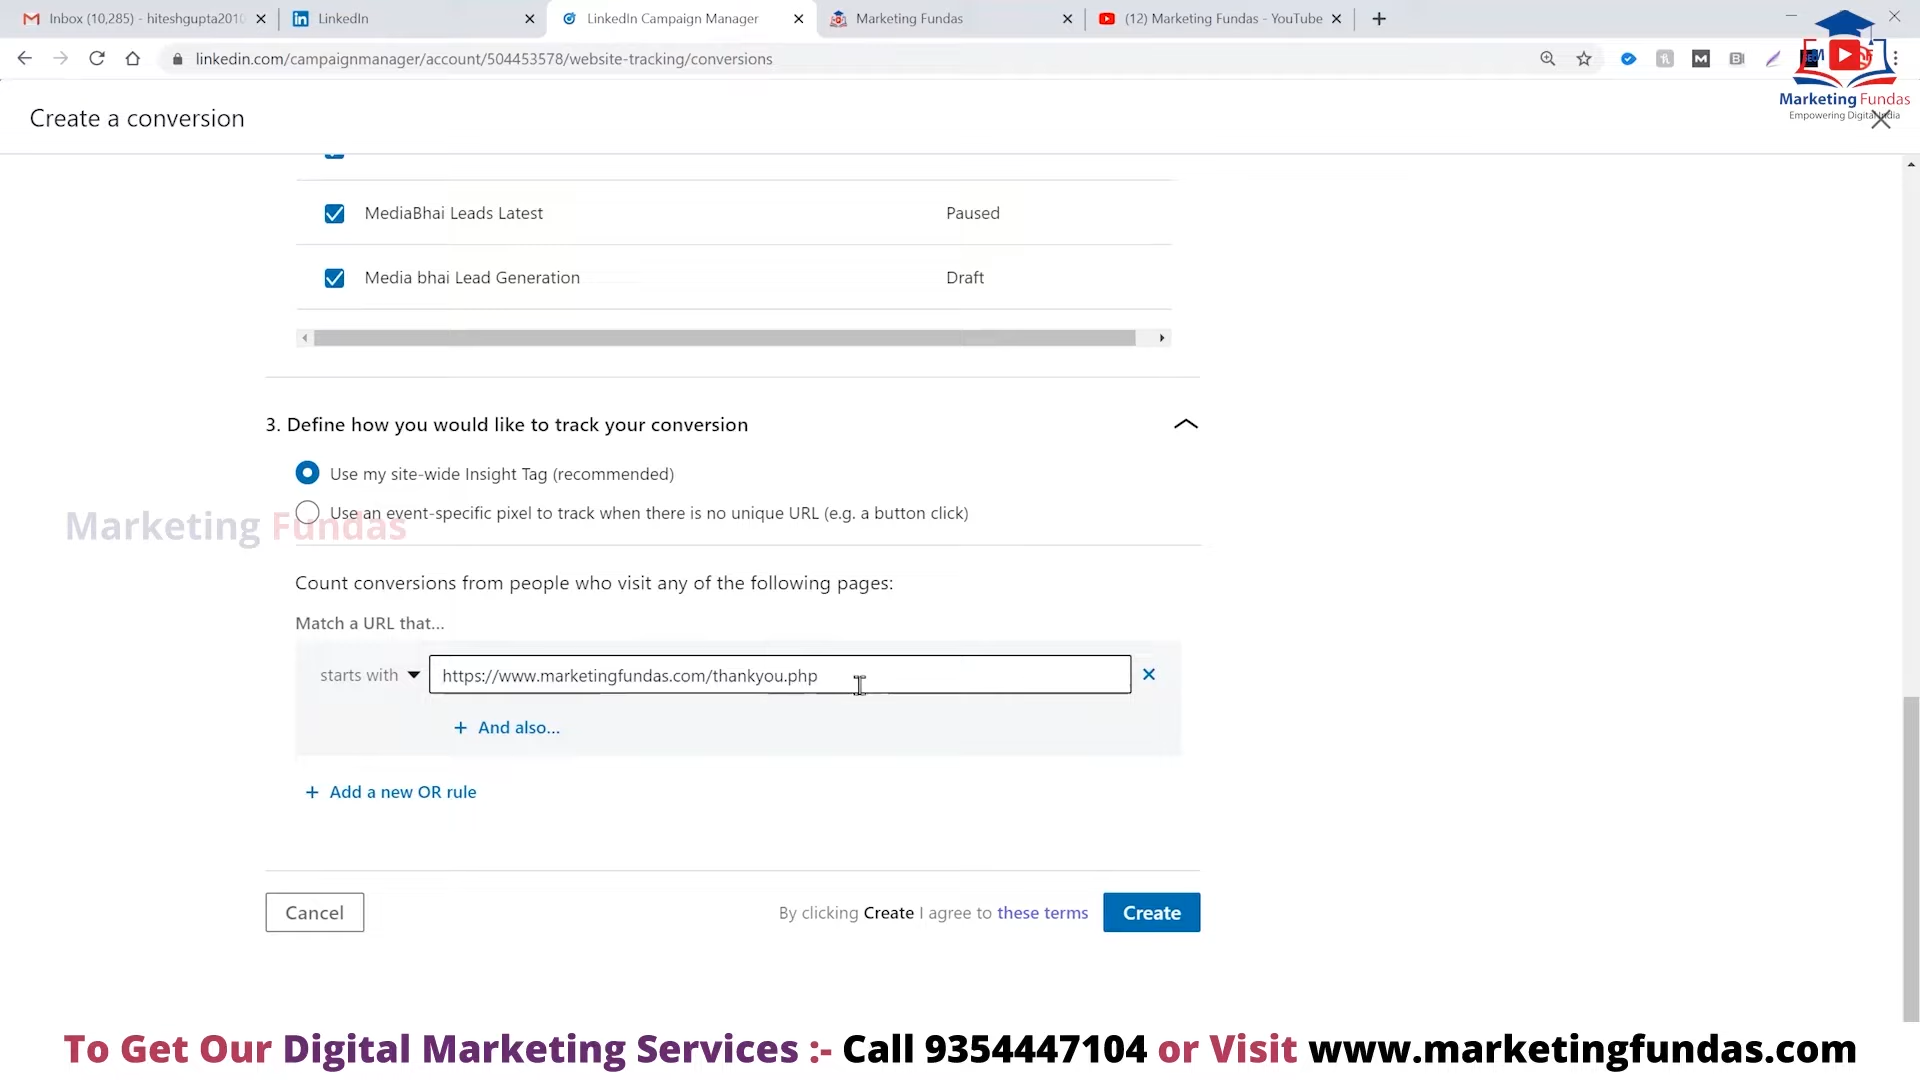 Inbox (10,285) - hiteshgupta2010
LinkedIn
LinkedIn Campaign Manager
Marketing Fundas
(12) Marketing Fundas - YouTube
linkedin.com/campaignmanager/account/504453578/website-tracking/conversions
Marketing Fundas
Empowering Digital India
Create a conversion
MediaBhai Leads Latest
Paused
Media bhai Lead Generation
Draft
3. Define how you would like to track your conversion
Use my site-wide Insight Tag (recommended)
Use an event-specific pixel to track when there is no unique URL (e.g. a button click)
Marketing Fundas
Count conversions from people who visit any of the following pages:
Match a URL that...
starts with
https://www.marketingfundas.com/thankyou.php
+ And also...
+ Add a new OR rule
Cancel
By clicking Create I agree to these terms
Create
To Get Our Digital Marketing Services :- Call 9354447104 or Visit www.marketingfundas.com